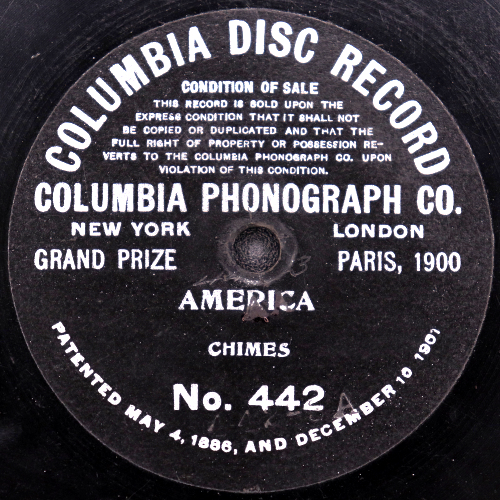 COLUMBIA DISC RECORD
CONDITION OF SALE
THIS RECORD IS SOLD UPON THE
EXPRESS CONDITION THAT IT SHALL NOT
BE COPIED OR DUPLICATED AND THAT THE
FULL RIGHT OF PROPERTY OR POSSESSION RE-
VERTS TO THE COLUMBIA PHONOGRAPH CO. UPON
VIOLATION OF THIS CONDITION.
COLUMBIA PHONOGRAPH CO.
NEW YORK LONDON
GRAND PRIZE PARIS, 1900
AMERICA
CHIMES
No. 442
PATENTED MAY 4, 1886, AND DECEMBER 10 1901